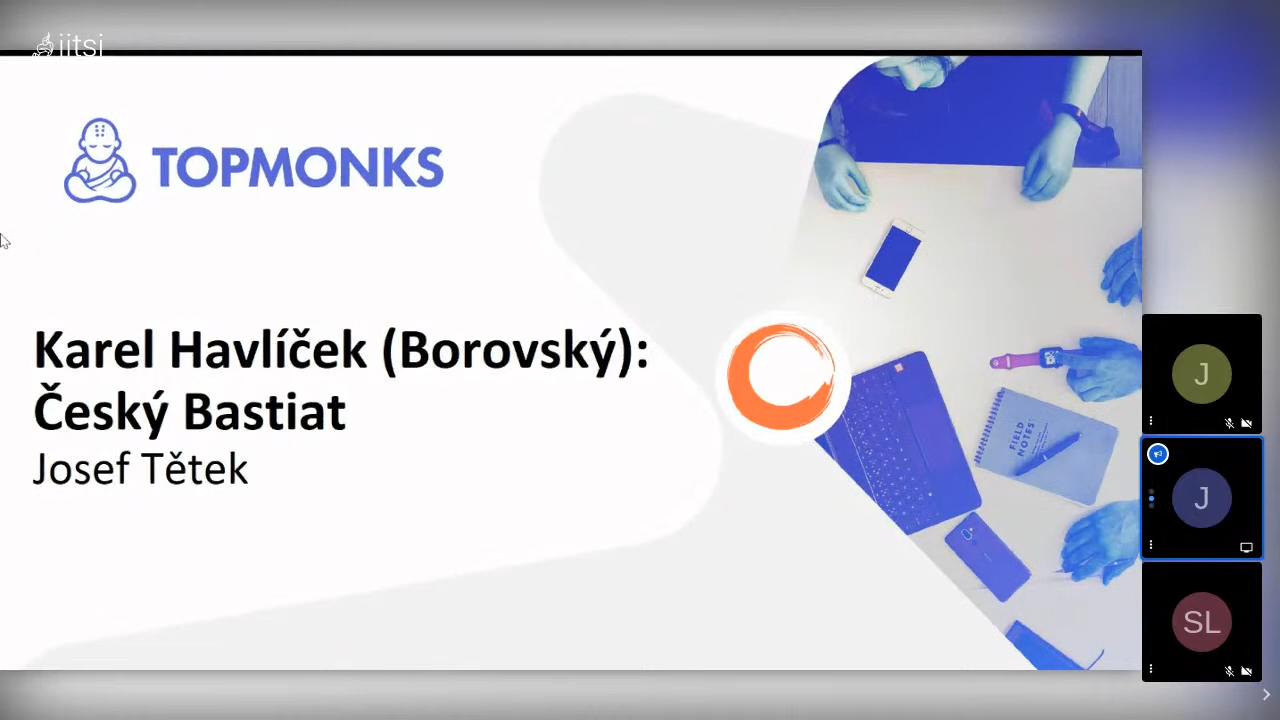 jitsi
TOPMONKS
Karel Havlíček (Borovský):
Český Bastiat
Josef Tětek
FIELD
NOTES
J
J
SL